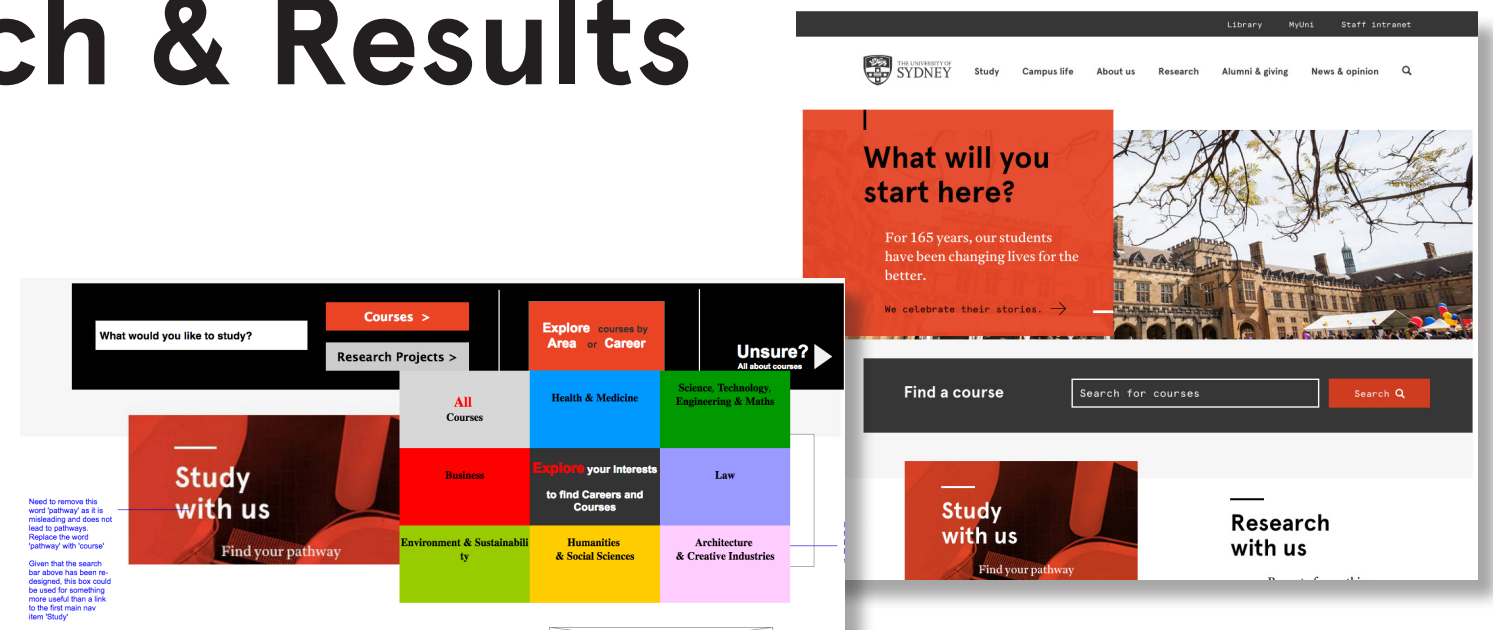 ch & Results
Library MyUni Staff intranet
THE UNIVERSITY OF
SYDNEY
Study Campus life About us Research Alumni & giving News & opinion
What will you
start here?
For 165 years, our students
have been changing lives for the
better.
We celebrate their stories.
Find a course
Search for courses
Search
Study
with us
Find your pathway
Research
with us
What would you like to study?
Courses >
Research Projects >
Explore courses by
Area or Career
Unsure?
All about courses
All
Courses
Health & Medicine
Science, Technology,
Engineering & Maths
Business
Explore your Interests
to find Careers and
Courses
Law
Environment & Sustainabili
ty
Humanities
& Social Sciences
Architecture
& Creative Industries
Study
with us
Find your pathway
Need to remove this
word 'pathway' as it is
misleading and does not
lead to pathways.
Replace the word
'pathway' with 'course'
Given that the search
bar above has been re-
designed, this box could
be used for something
more useful than a link
to the first main nav
item 'Study'